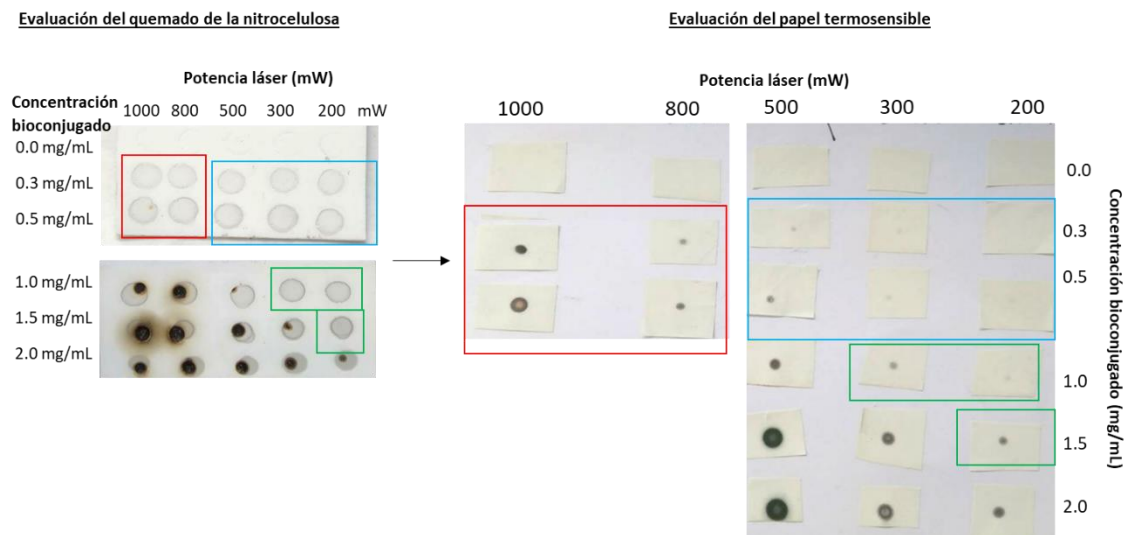 Evaluación del quemado de la nitrocelulosa
Potencia láser (mW)
Concentración
bioconjugado
1000 800 500 300 200 mW
0.0 mg/mL
0.3 mg/mL
0.5 mg/mL
1.0 mg/mL
1.5 mg/mL
2.0 mg/mL
Evaluación del papel termosensible
Potencia láser (mW)
1000 800 500 300 200
0.0
0.3
0.5
1.0
1.5
2.0
Concentración bioconjugado (mg/mL)